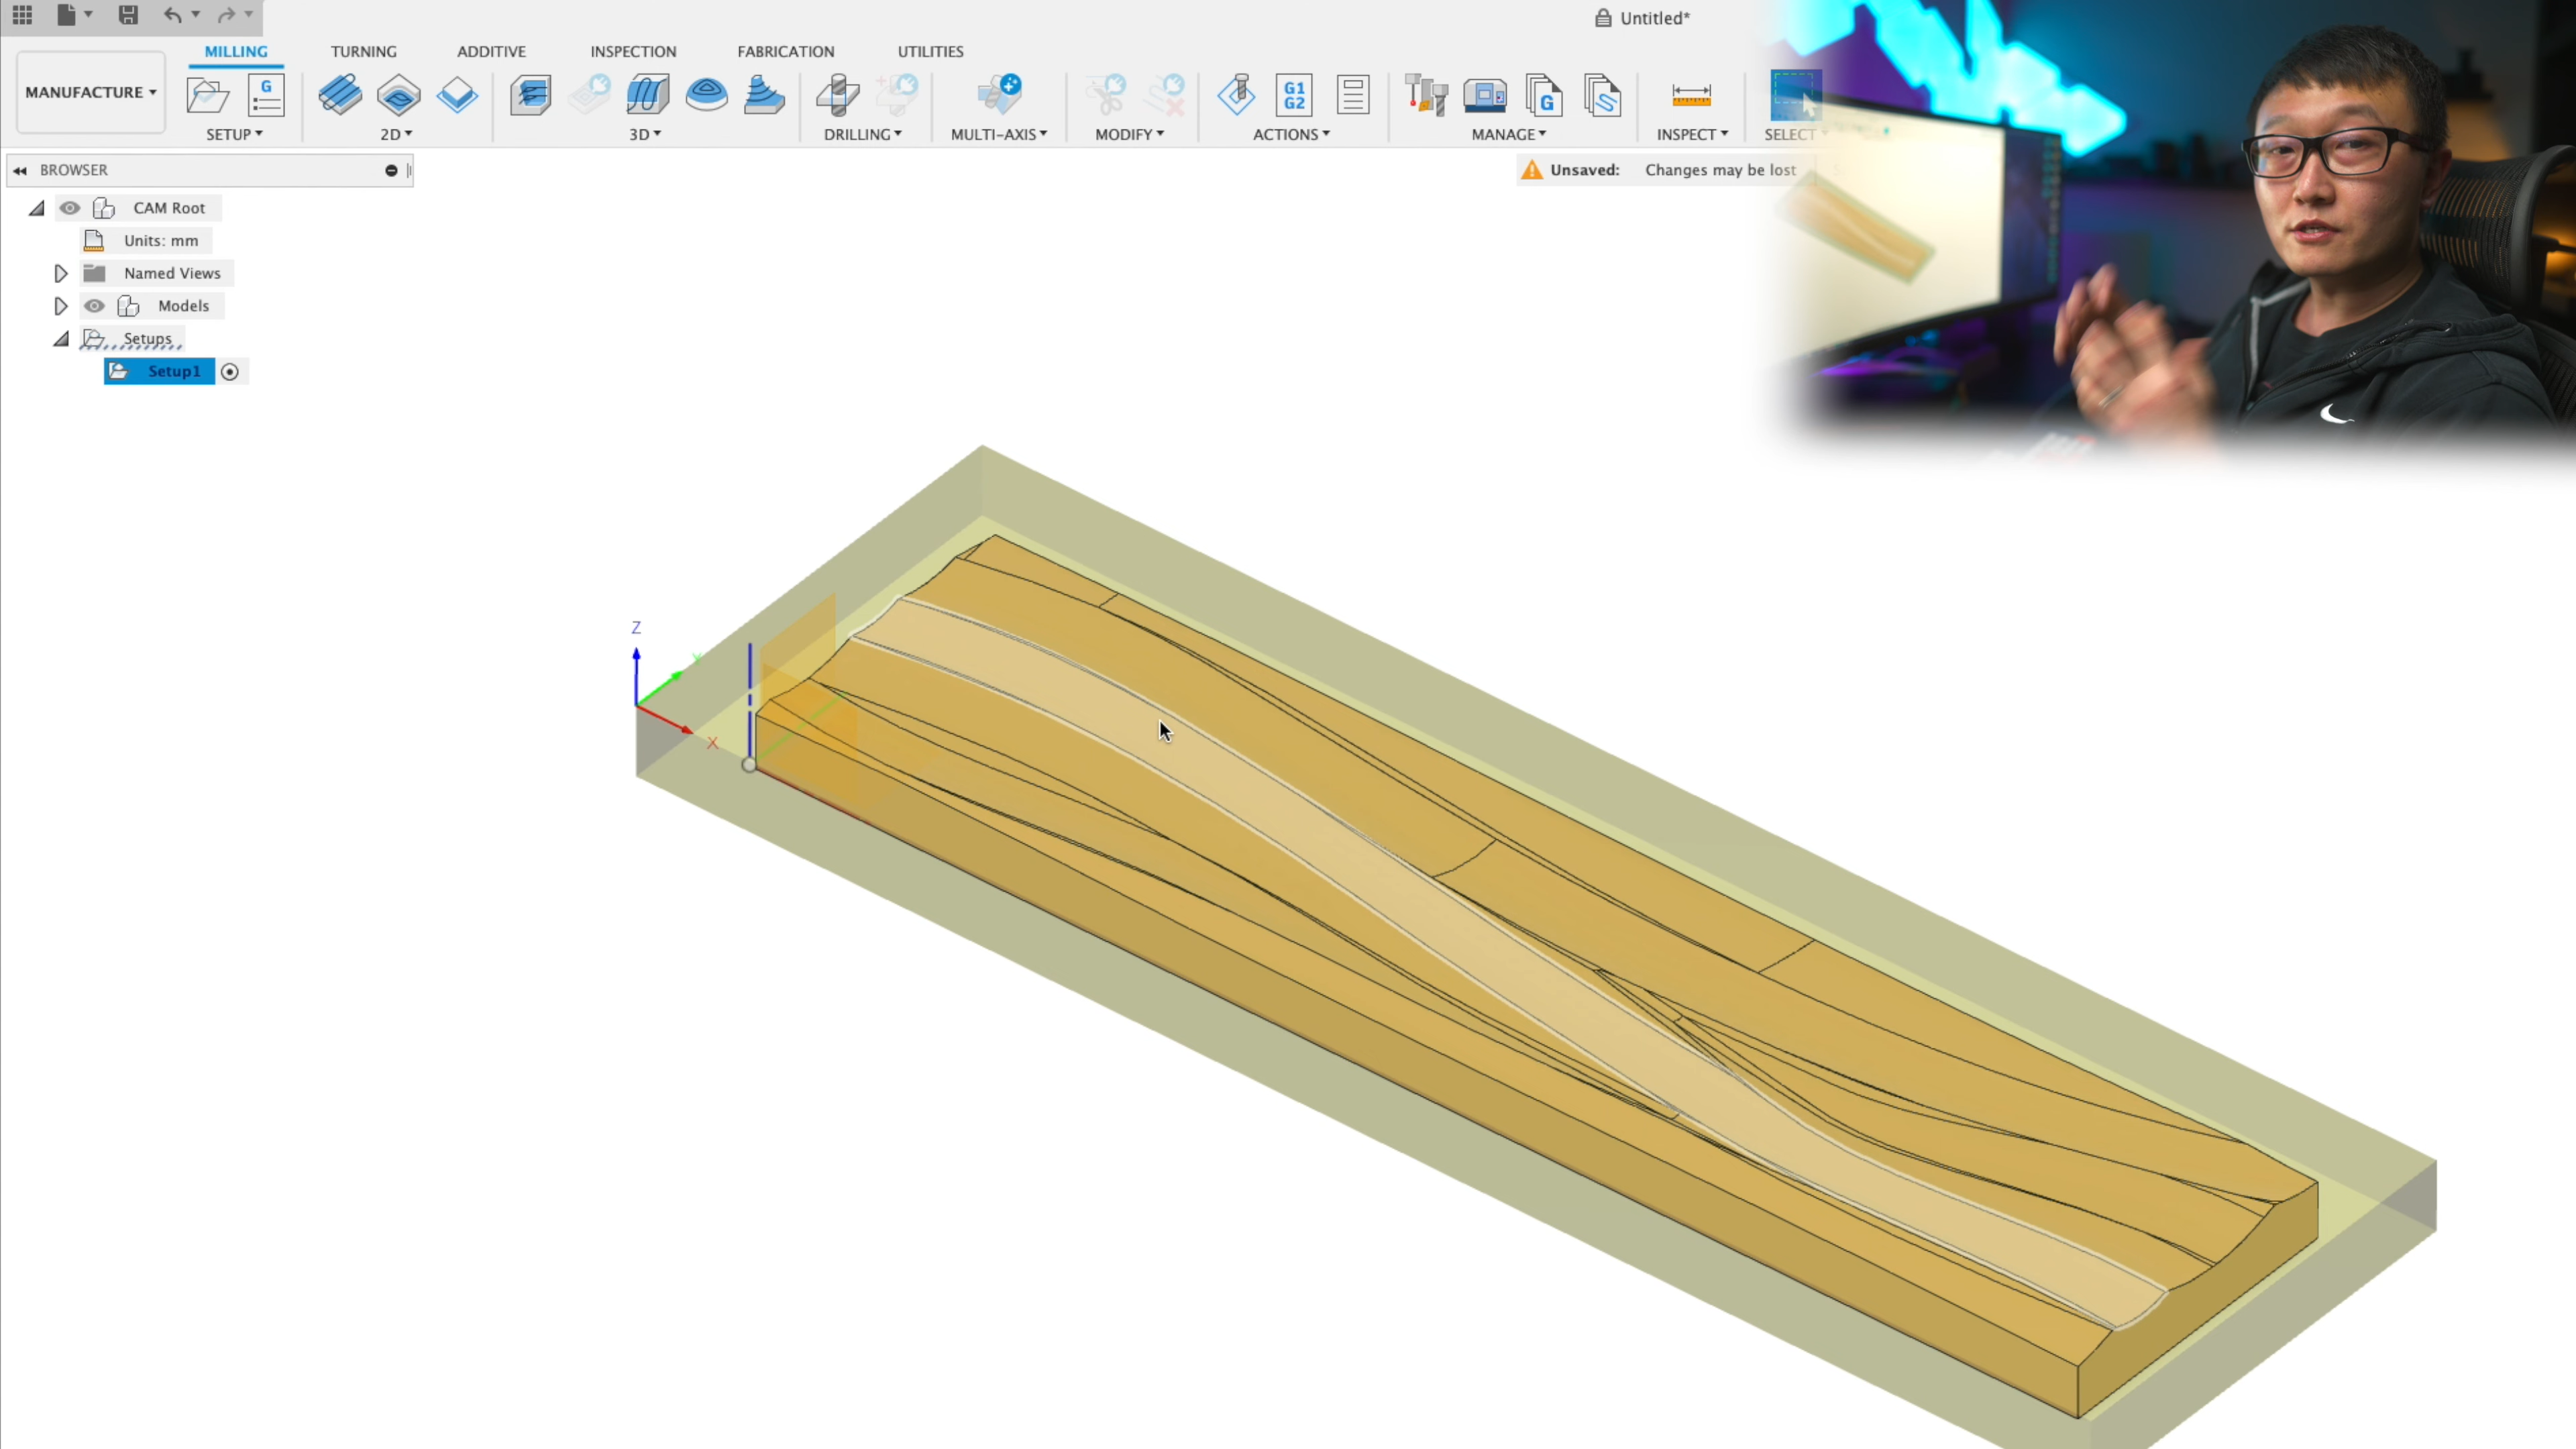 Untitled*
MILLING TURNING ADDITIVE INSPECTION FABRICATION UTILITIES
MANUFACTURE
G
G1
G2
G
SETUP 2D 3D DRILLING MULTI-AXIS MODIFY ACTIONS MANAGE INSPECT SELECT
BROWSER
Unsaved: Changes may be lost
CAM Root
Units: mm
Named Views
Models
Setups
Setup1
Z
Y
X